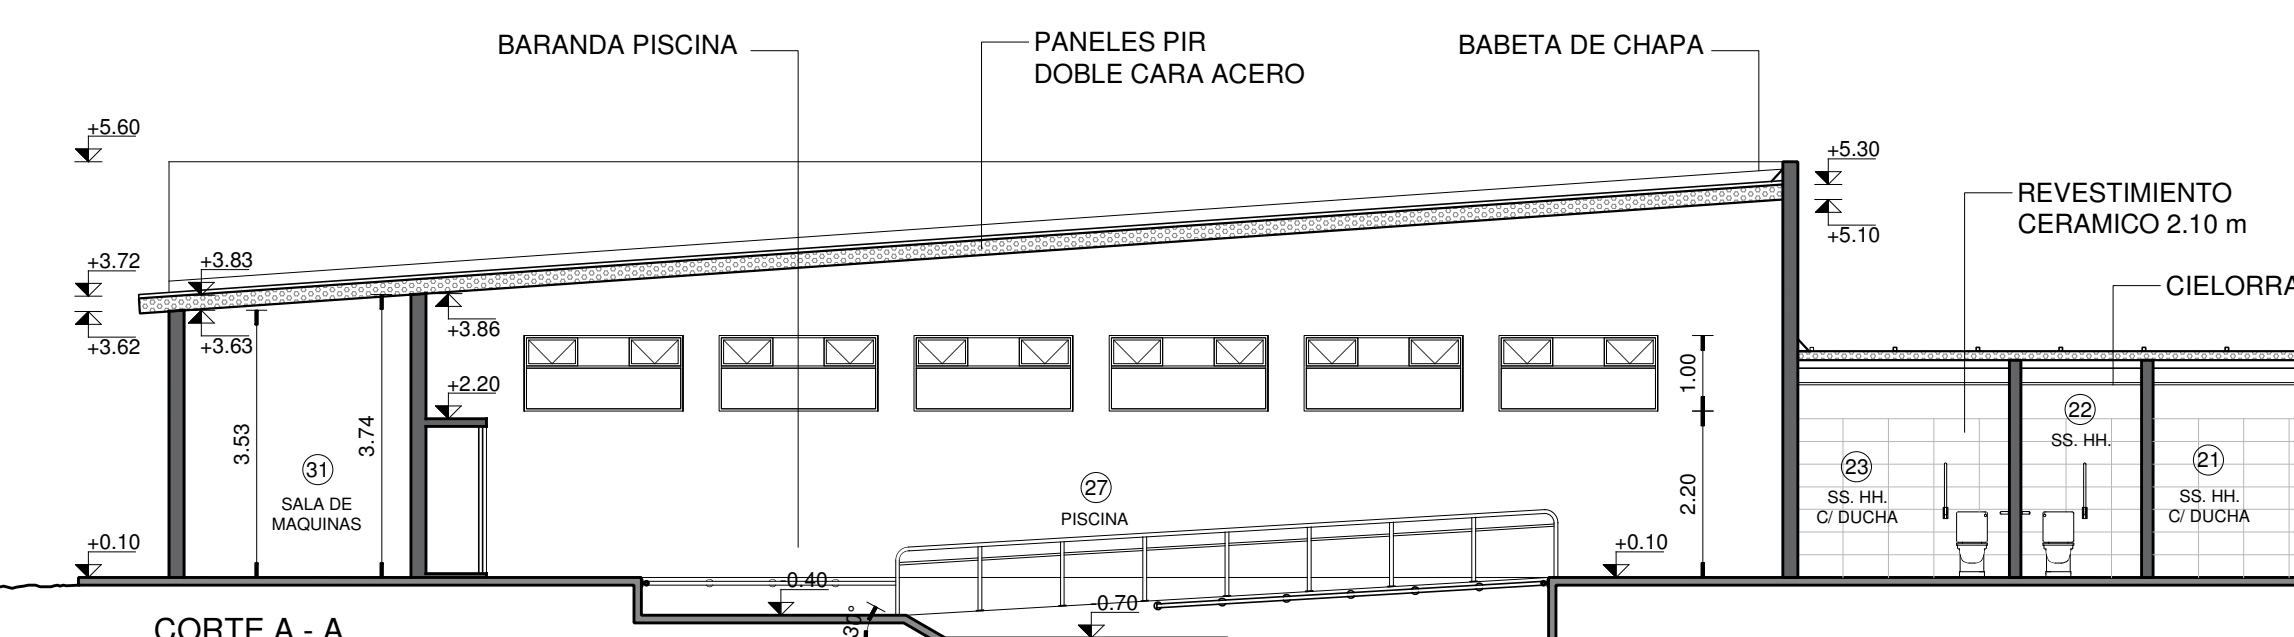 BARANDA PISCINA
PANELES PIR
DOBLE CARA ACERO
BABETA DE CHAPA
+5.60
+5.30
+5.10
REVESTIMIENTO
CERAMICO 2.10 m
CIELORRA
+3.72
+3.83
+3.62
+3.63
+3.86
+2.20
1.00
3.53
3.74
2.20
31
SALA DE
MAQUINAS
27
PISCINA
23
SS. HH.
C/ DUCHA
22
SS. HH.
21
SS. HH.
C/ DUCHA
+0.10
+0.10
-0.40
-0.70
30°
CORTE A - A